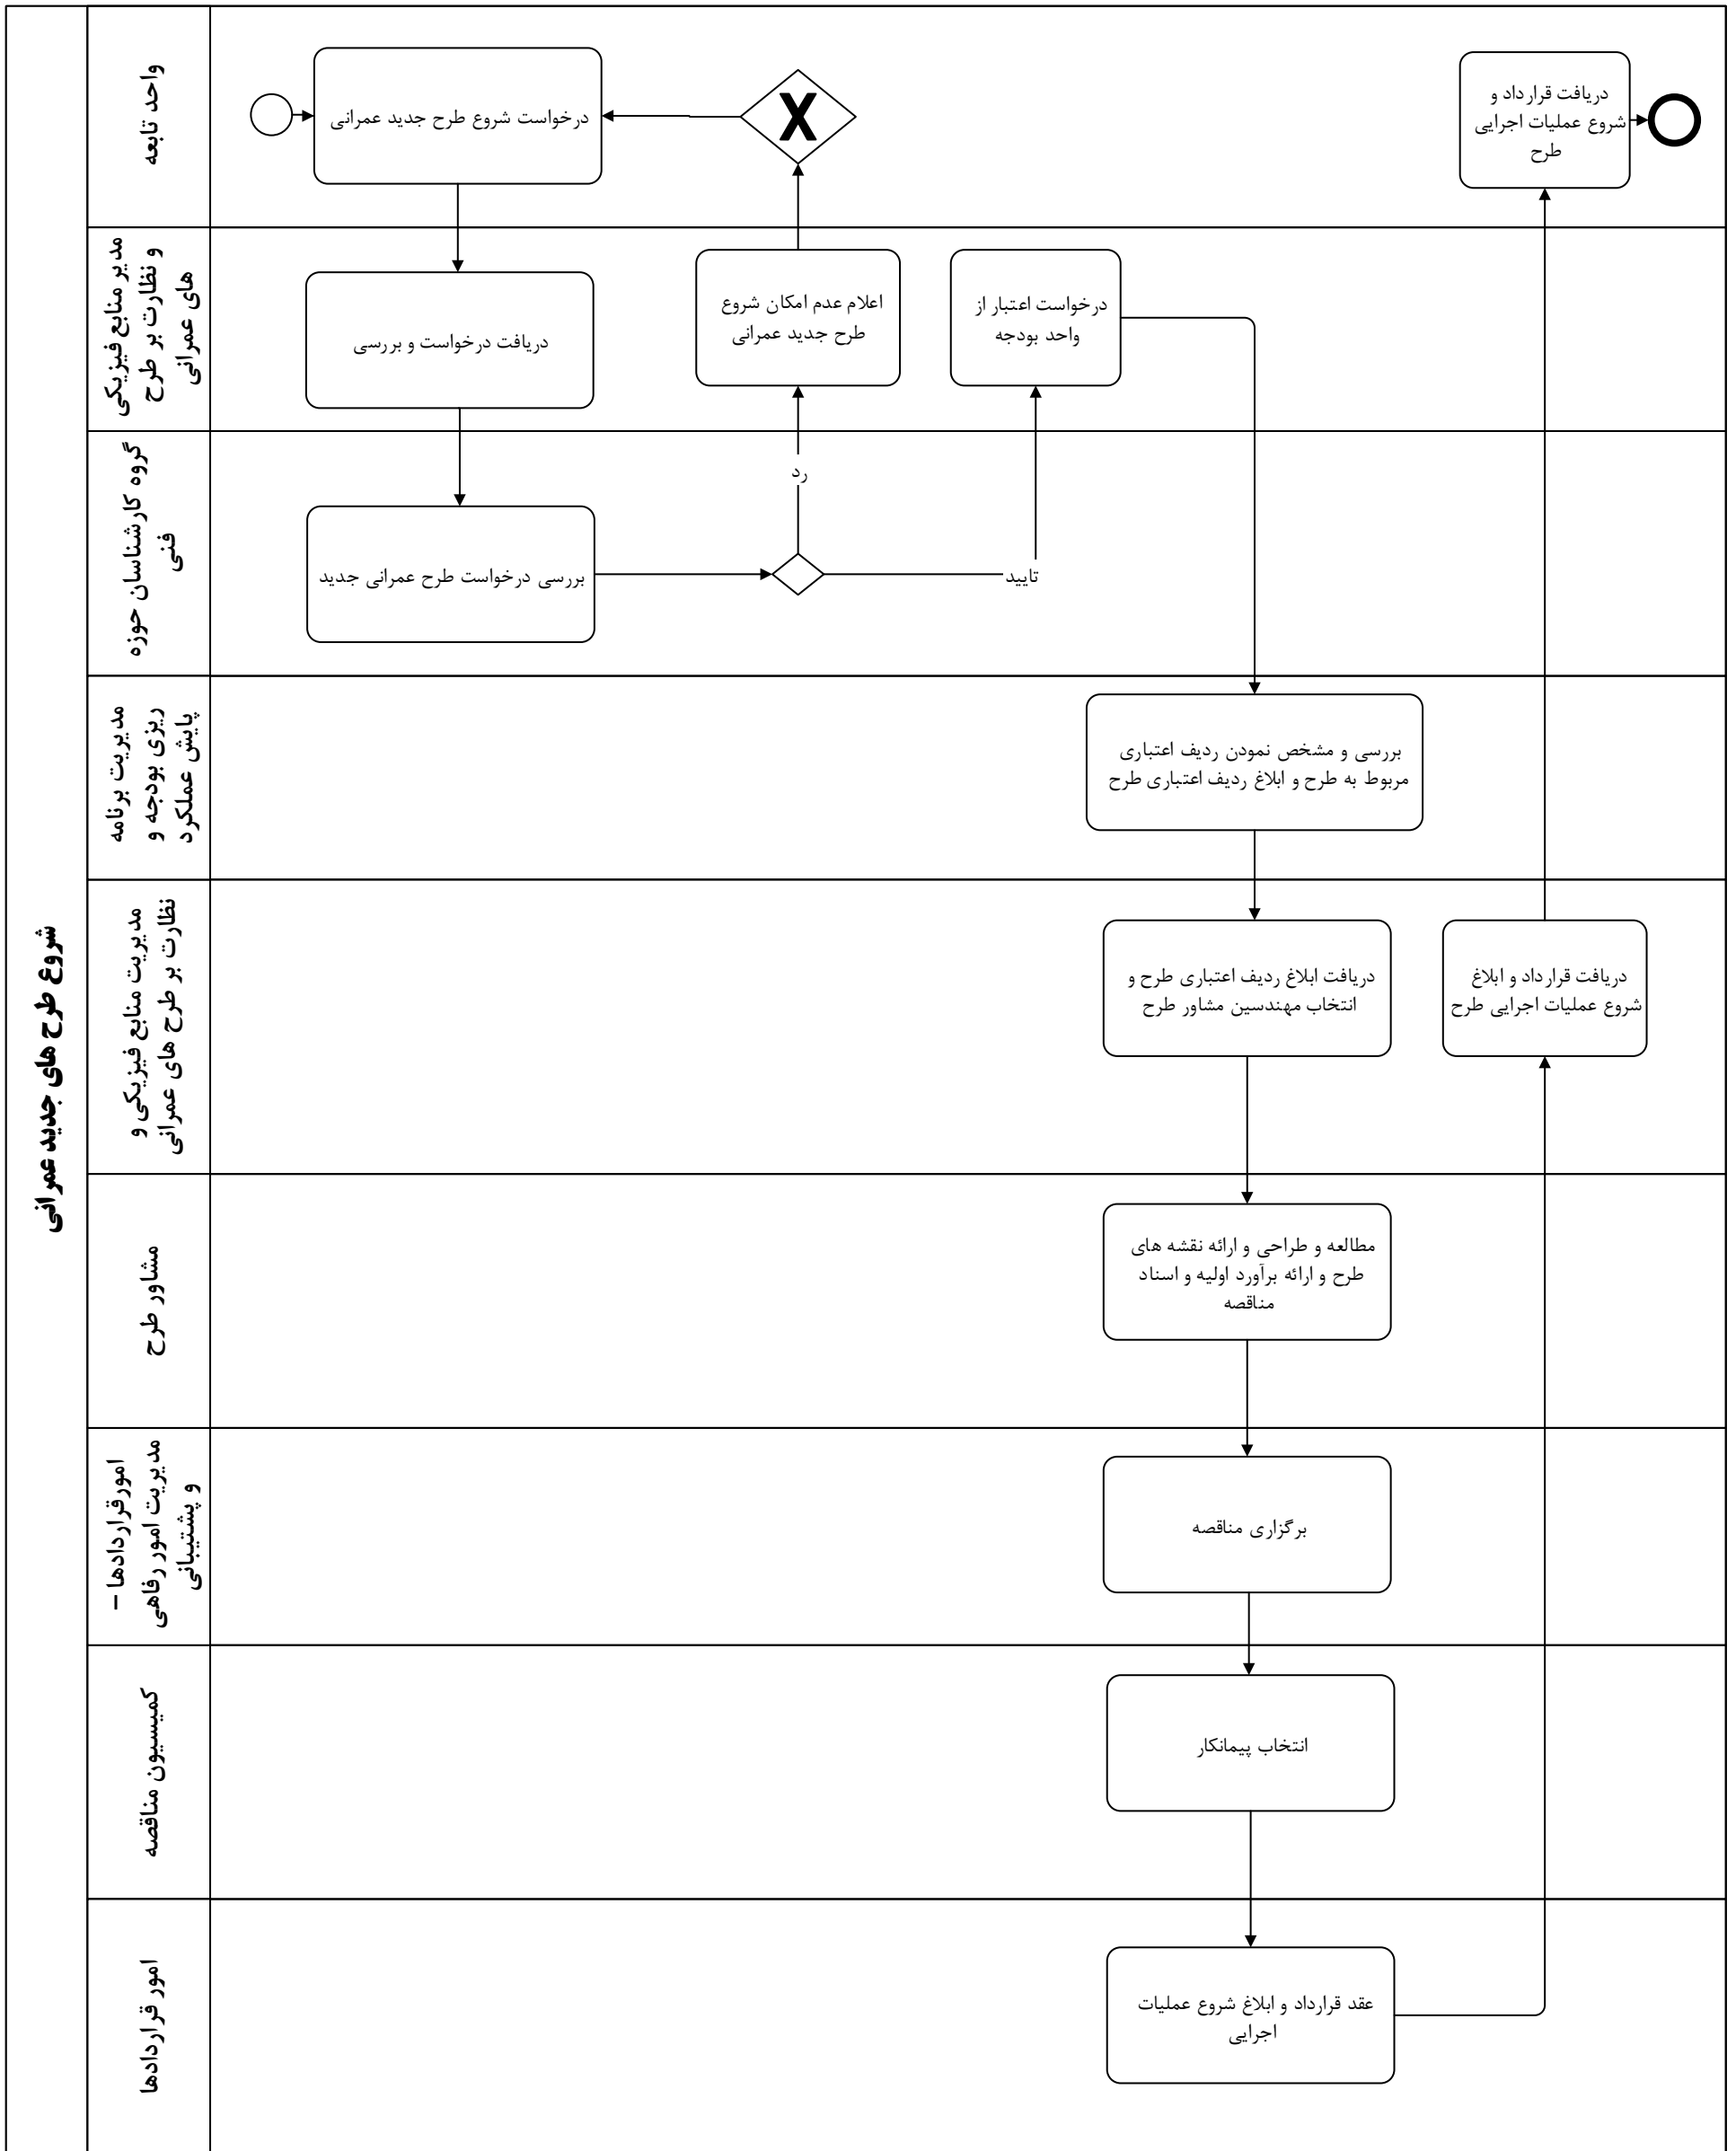 شروع طرح های جدید عمرانی
واحد تابعه
درخواست شروع طرح جدید عمرانی
X
دریافت قرارداد و
شروع عملیات اجرایی
طرح
مدیر منابع فیزیکی
و نظارت بر طرح
های عمرانی
دریافت درخواست و بررسی
اعلام عدم امکان شروع
طرح جدید عمرانی
درخواست اعتبار از
واحد بودجه
گروه کارشناسان حوزه
فنی
بررسی درخواست طرح عمرانی جدید
رد
تایید
مدیریت برنامه
ریزی بودجه و
پایش عملکرد
بررسی و مشخص نمودن ردیف اعتباری
مربوط به طرح و ابلاغ ردیف اعتباری طرح
مدیریت منابع فیزیکی و
نظارت بر طرح های عمرانی
دریافت ابلاغ ردیف اعتباری طرح و
انتخاب مهندسین مشاور طرح
دریافت قرارداد و ابلاغ
شروع عملیات اجرایی طرح
مشاور طرح
مطالعه و طراحی و ارائه نقشه های
طرح و ارائه برآورد اولیه و اسناد
مناقصه
امورقراردادها –
مدیریت امور رفاهی
و پشتیبانی
برگزاری مناقصه
کمیسیون مناقصه
انتخاب پیمانکار
امور قراردادها
عقد قرارداد و ابلاغ شروع عملیات
اجرایی